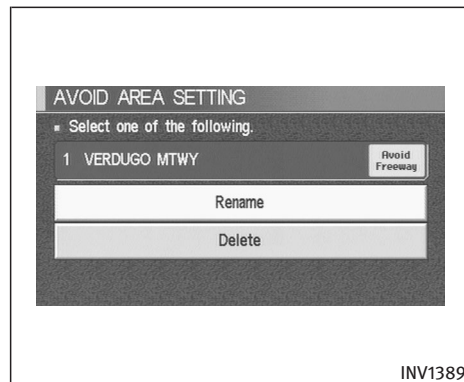 AVOID AREA SETTING
Select one of the following.
1 VERDUGO MTWY
Avoid
Freeway
Rename
Delete
INV1389